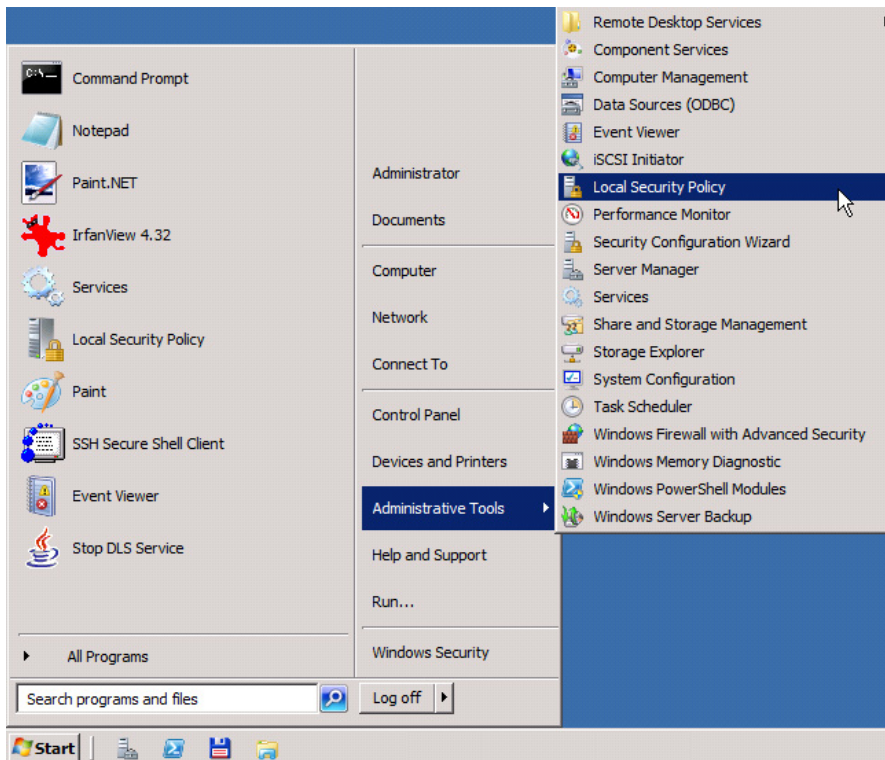 Command Prompt
Notepad
Paint.NET
IrfanView 4.32
Services
Local Security Policy
Paint
SSH Secure Shell Client
Event Viewer
Stop DLS Service
All Programs
Search programs and files
Administrator
Documents
Computer
Network
Connect To
Control Panel
Devices and Printers
Administrative Tools
Help and Support
Run...
Windows Security
Log off
Remote Desktop Services
Component Services
Computer Management
Data Sources (ODBC)
Event Viewer
iSCSI Initiator
Local Security Policy
Performance Monitor
Security Configuration Wizard
Server Manager
Services
Share and Storage Management
Storage Explorer
System Configuration
Task Scheduler
Windows Firewall with Advanced Security
Windows Memory Diagnostic
Windows PowerShell Modules
Windows Server Backup
Start